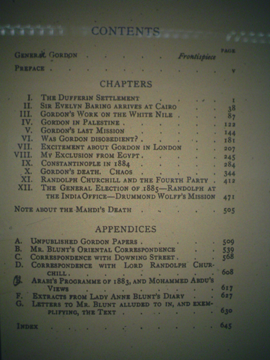 CONTENTS
PAGE
GENERAL GORDON Frontispiece
PREFACE v
CHAPTERS
I. THE DUFFERIN SETTLEMENT 1
II. SIR EVELYN BARING ARRIVES AT CAIRO 38
III. GORDON'S WORK ON THE WHITE NILE 87
IV. GORDON IN PALESTINE 122
V. GORDON'S LAST MISSION 144
VI. WAS GORDON DISOBEDIENT? 181
VII. EXCITEMENT ABOUT GORDON IN LONDON 207
VIII. MY EXCLUSION FROM EGYPT 245
IX. CONSTANTINOPLE IN 1884 284
X. GORDON'S DEATH. CHAOS 344
XI. RANDOLPH CHURCHILL AND THE FOURTH PARTY 412
XII. THE GENERAL ELECTION OF 1885—RANDOLPH AT
THE INDIA OFFICE—DRUMMOND WOLFF'S MISSION 471
NOTE ABOUT THE MAHDI'S DEATH 505
APPENDICES
A. UNPUBLISHED GORDON PAPERS 509
B. MR. BLUNT'S ORIENTAL CORRESPONDENCE 559
C. CORRESPONDENCE WITH DOWNING STREET 568
D. CORRESPONDENCE WITH LORD RANDOLPH CHUR-
CHILL 608
E. ARABI'S PROGRAMME OF 1883, AND MOHAMMED ABDU'S
VIEWS 617
F. EXTRACTS FROM LADY ANNE BLUNT'S DIARY 627
G. LETTERS TO MR. BLUNT ALLUDED TO IN, AND EXEM-
PLIFYING, THE TEXT 630
INDEX 645